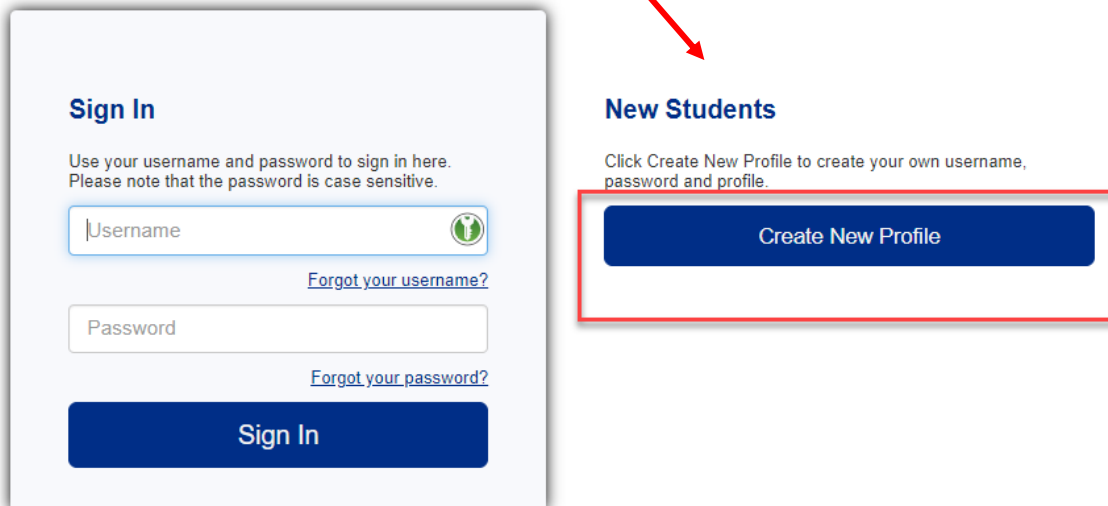 Sign In
Use your username and password to sign in here.
Please note that the password is case sensitive.
Username
Forgot your username?
Password
Forgot your password?
Sign In
New Students
Click Create New Profile to create your own username,
password and profile.
Create New Profile